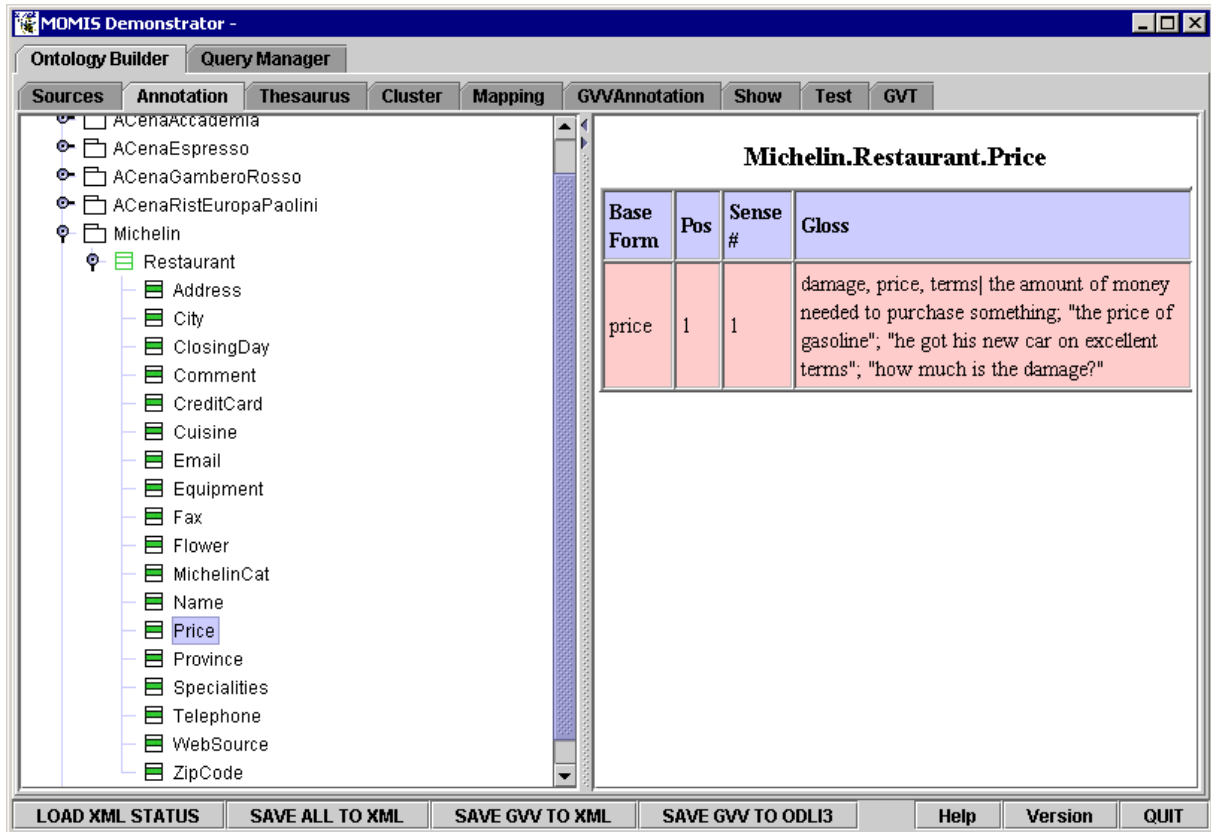 MOMIS Demonstrator -
Ontology Builder Query Manager
Sources Annotation Thesaurus Cluster Mapping GVVAnnotation Show Test GVT
ACenaAccademia
ACenaEspresso
ACenaGamberoRosso
ACenaRistEuropaPaolini
Michelin
Restaurant
Address
City
ClosingDay
Comment
CreditCard
Cuisine
Email
Equipment
Fax
Flower
MichelinCat
Name
Price
Province
Specialities
Telephone
WebSource
ZipCode
Michelin.Restaurant.Price
Base Form Pos Sense # Gloss
price 1 1 damage, price, terms| the amount of money
needed to purchase something; "the price of
gasoline"; "he got his new car on excellent
terms"; "how much is the damage?"
LOAD XML STATUS SAVE ALL TO XML SAVE GVV TO XML SAVE GVV TO ODLI3 Help Version QUIT